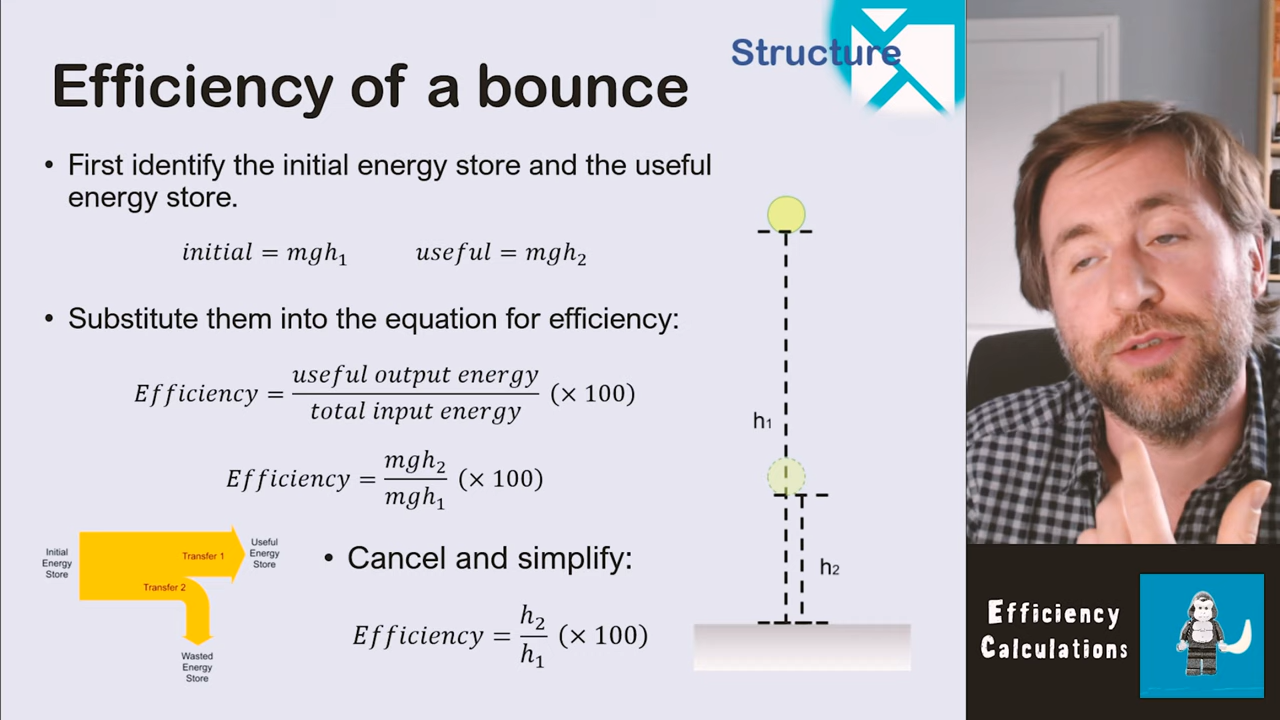 Structure
Efficiency of a bounce
• First identify the initial energy store and the useful
energy store.
initial = mgh₁ useful = mgh₂
• Substitute them into the equation for efficiency:
Efficiency = useful output energy / total input energy (× 100)
Efficiency = mgh₂ / mgh₁ (× 100)
• Cancel and simplify:
Efficiency = h₂ / h₁ (× 100)
Initial
Energy
Store
Transfer 1
Transfer 2
Useful
Energy
Store
Wasted
Energy
Store
h₁
h₂
Efficiency
Calculations